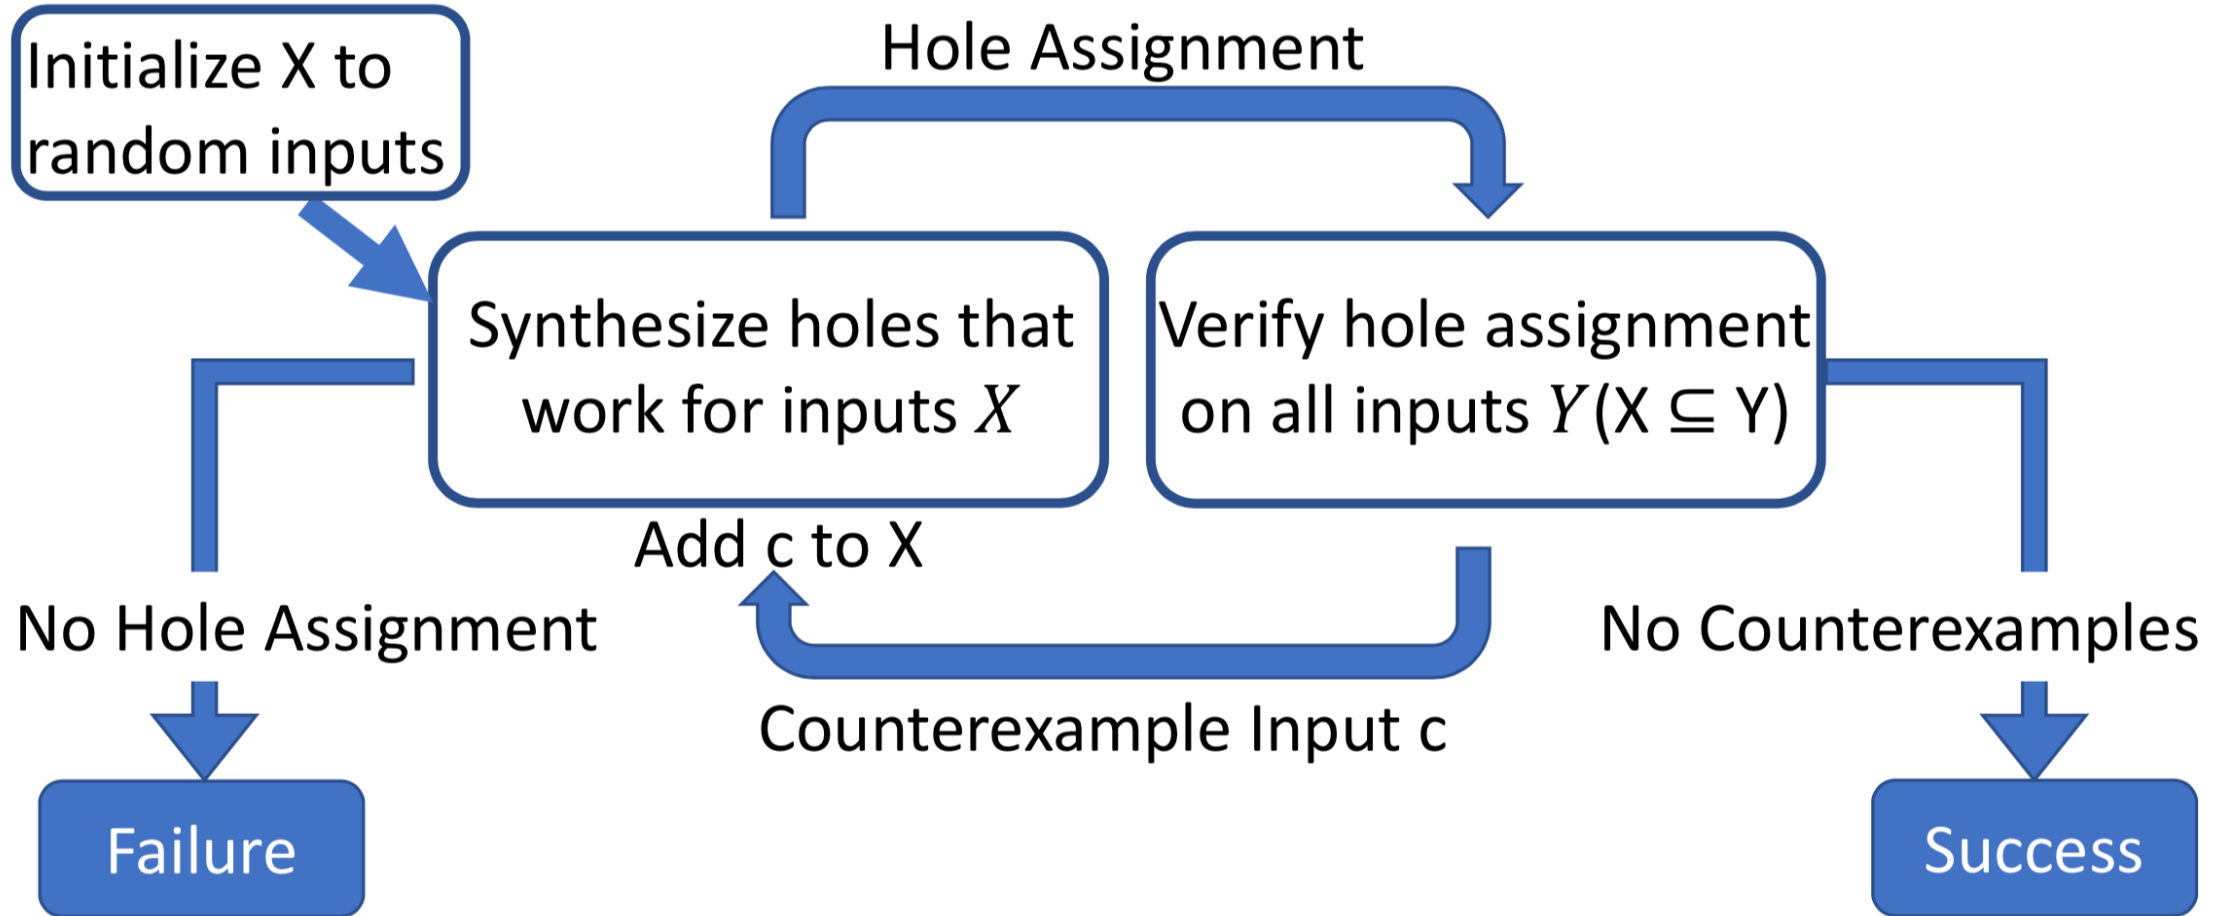 Initialize X to
random inputs
Hole Assignment
Synthesize holes that
work for inputs X
Verify hole assignment
on all inputs Y(X ⊆ Y)
Add c to X
No Hole Assignment
No Counterexamples
Counterexample Input c
Failure
Success